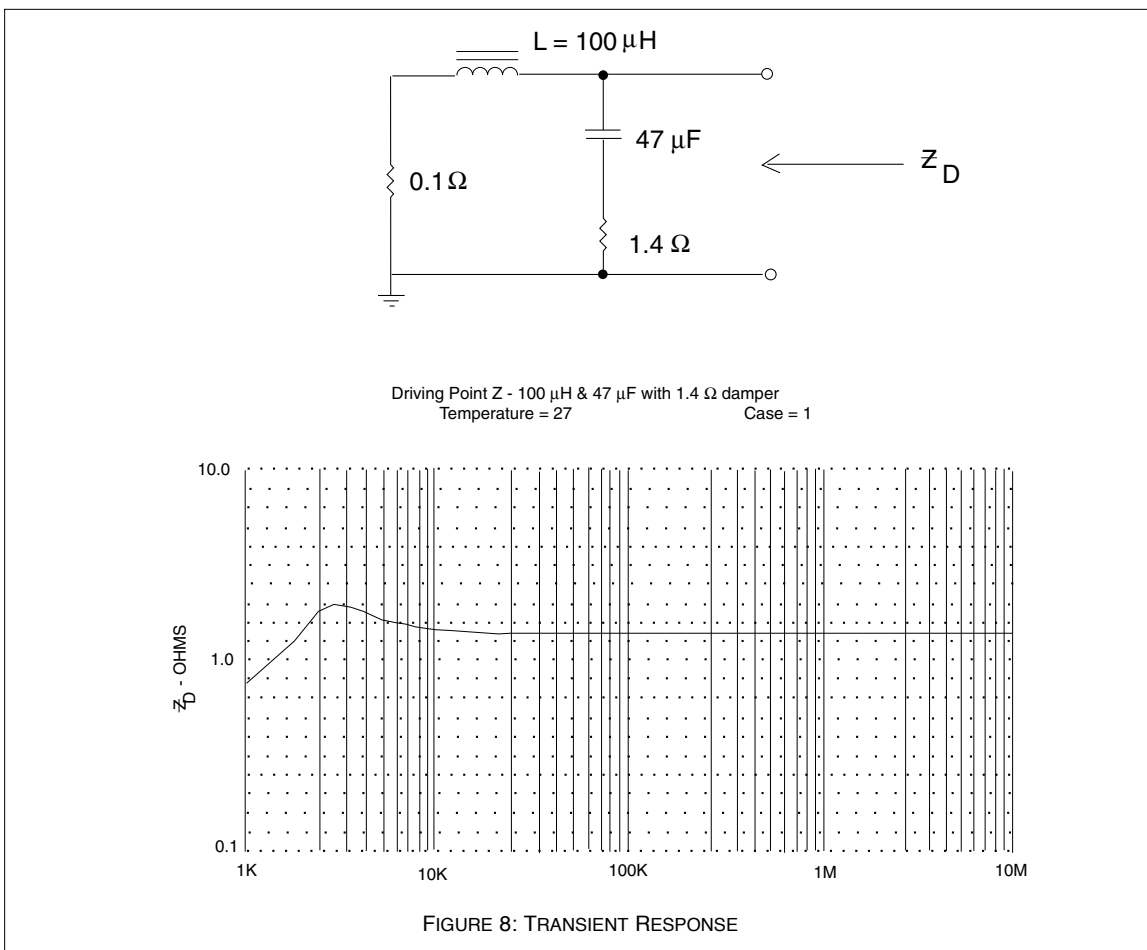 L = 100 µH
47 µF
Z D
0.1 Ω
1.4 Ω
Driving Point Z - 100 µH & 47 µF with 1.4 Ω damper
Temperature = 27 Case = 1
10.0
1.0
0.1
Z D - OHMS
1K 10K 100K 1M 10M
FIGURE 8: TRANSIENT RESPONSE